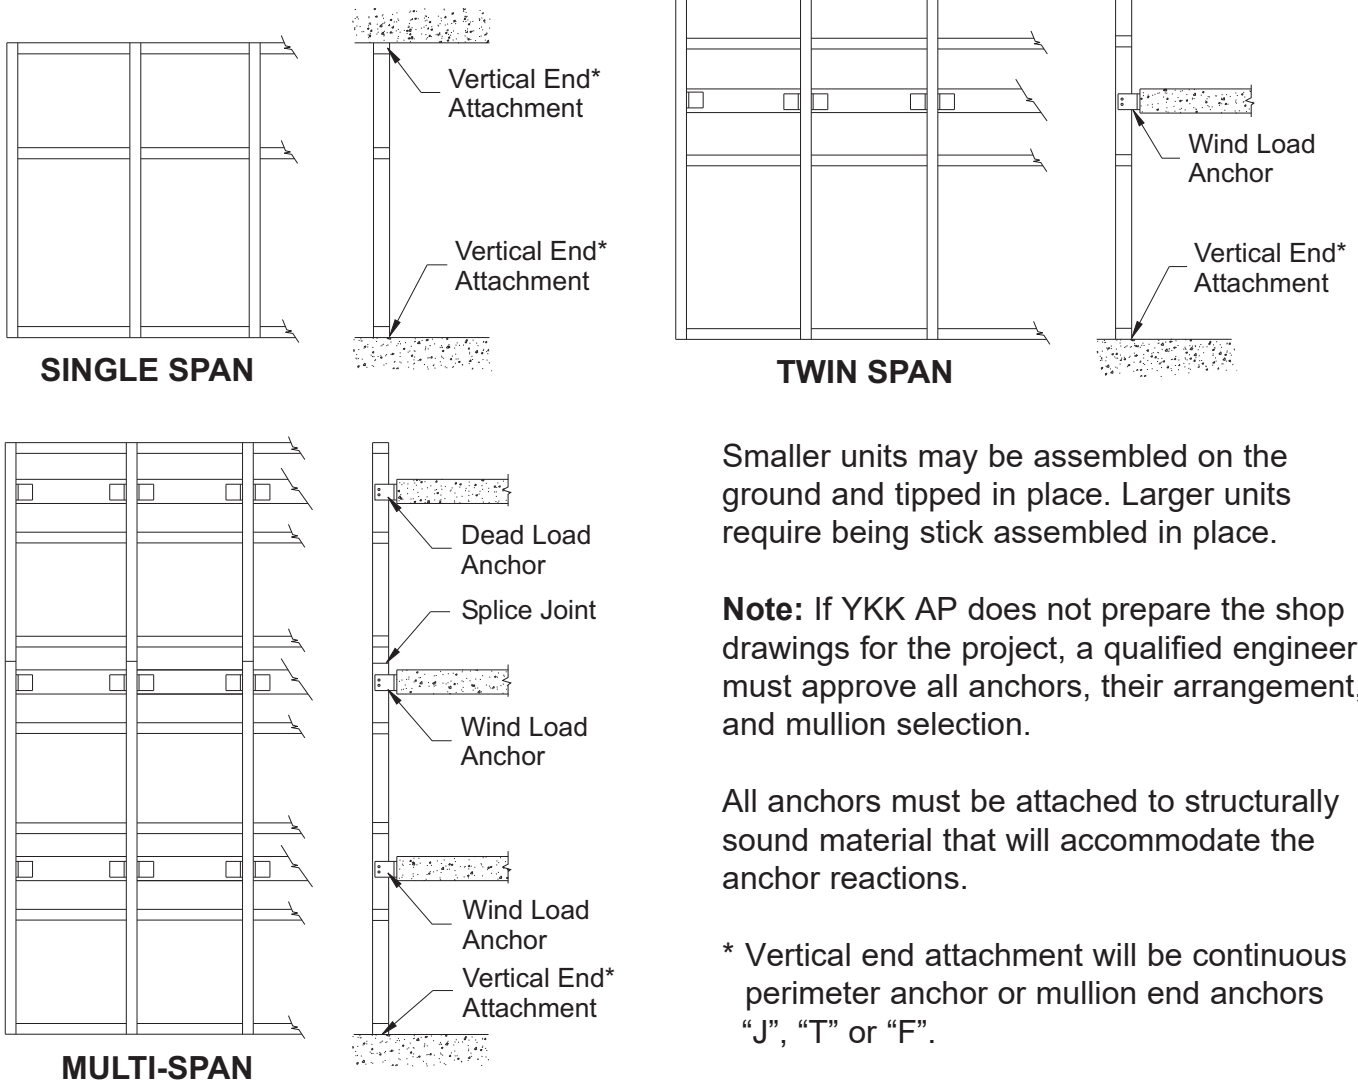 Vertical End*
Attachment
Vertical End*
Attachment
SINGLE SPAN
Wind Load
Anchor
Vertical End*
Attachment
TWIN SPAN
Dead Load
Anchor
Splice Joint
Wind Load
Anchor
Wind Load
Anchor
Vertical End*
Attachment
MULTI-SPAN
Smaller units may be assembled on the
ground and tipped in place. Larger units
require being stick assembled in place.
Note: If YKK AP does not prepare the shop
drawings for the project, a qualified engineer
must approve all anchors, their arrangement,
and mullion selection.
All anchors must be attached to structurally
sound material that will accommodate the
anchor reactions.
* Vertical end attachment will be continuous
perimeter anchor or mullion end anchors
“J”, “T” or “F”.